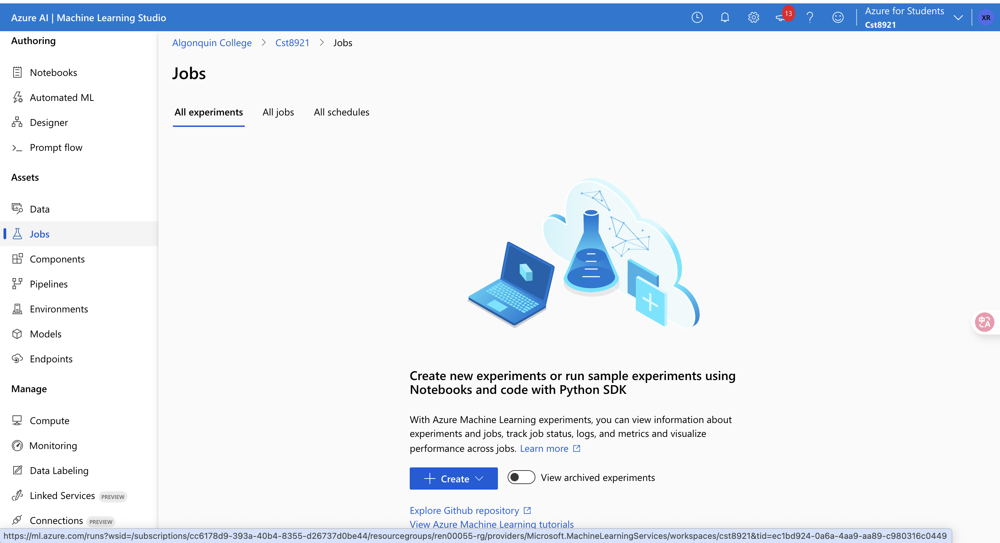 Azure AI | Machine Learning Studio
13
Azure for Students
Cst8921
XR
Authoring
Notebooks
Automated ML
Designer
Prompt flow
Assets
Data
Jobs
Components
Pipelines
Environments
Models
Endpoints
Manage
Compute
Monitoring
Data Labeling
Linked Services PREVIEW
Connections PREVIEW
Algonquin College > Cst8921 > Jobs
Jobs
All experiments All jobs All schedules
Create new experiments or run sample experiments using
Notebooks and code with Python SDK
With Azure Machine Learning experiments, you can view information about
experiments and jobs, track job status, logs, and metrics and visualize
performance across jobs. Learn more
Create
View archived experiments
Explore Github repository
View Azure Machine Learning tutorials
中A
https://ml.azure.com/runs?wsid=/subscriptions/cc6178d9-393a-40b4-8355-d26737d0be44/resourcegroups/ren00055-rg/providers/Microsoft.MachineLearningServices/workspaces/cst8921&tid=ec1bd924-0a6a-4aa9-aa89-c980316c0449